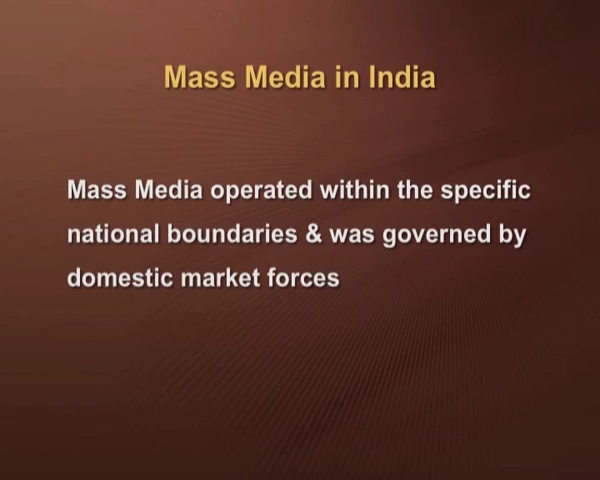 Mass Media in India
Mass Media operated within the specific
national boundaries & was governed by
domestic market forces